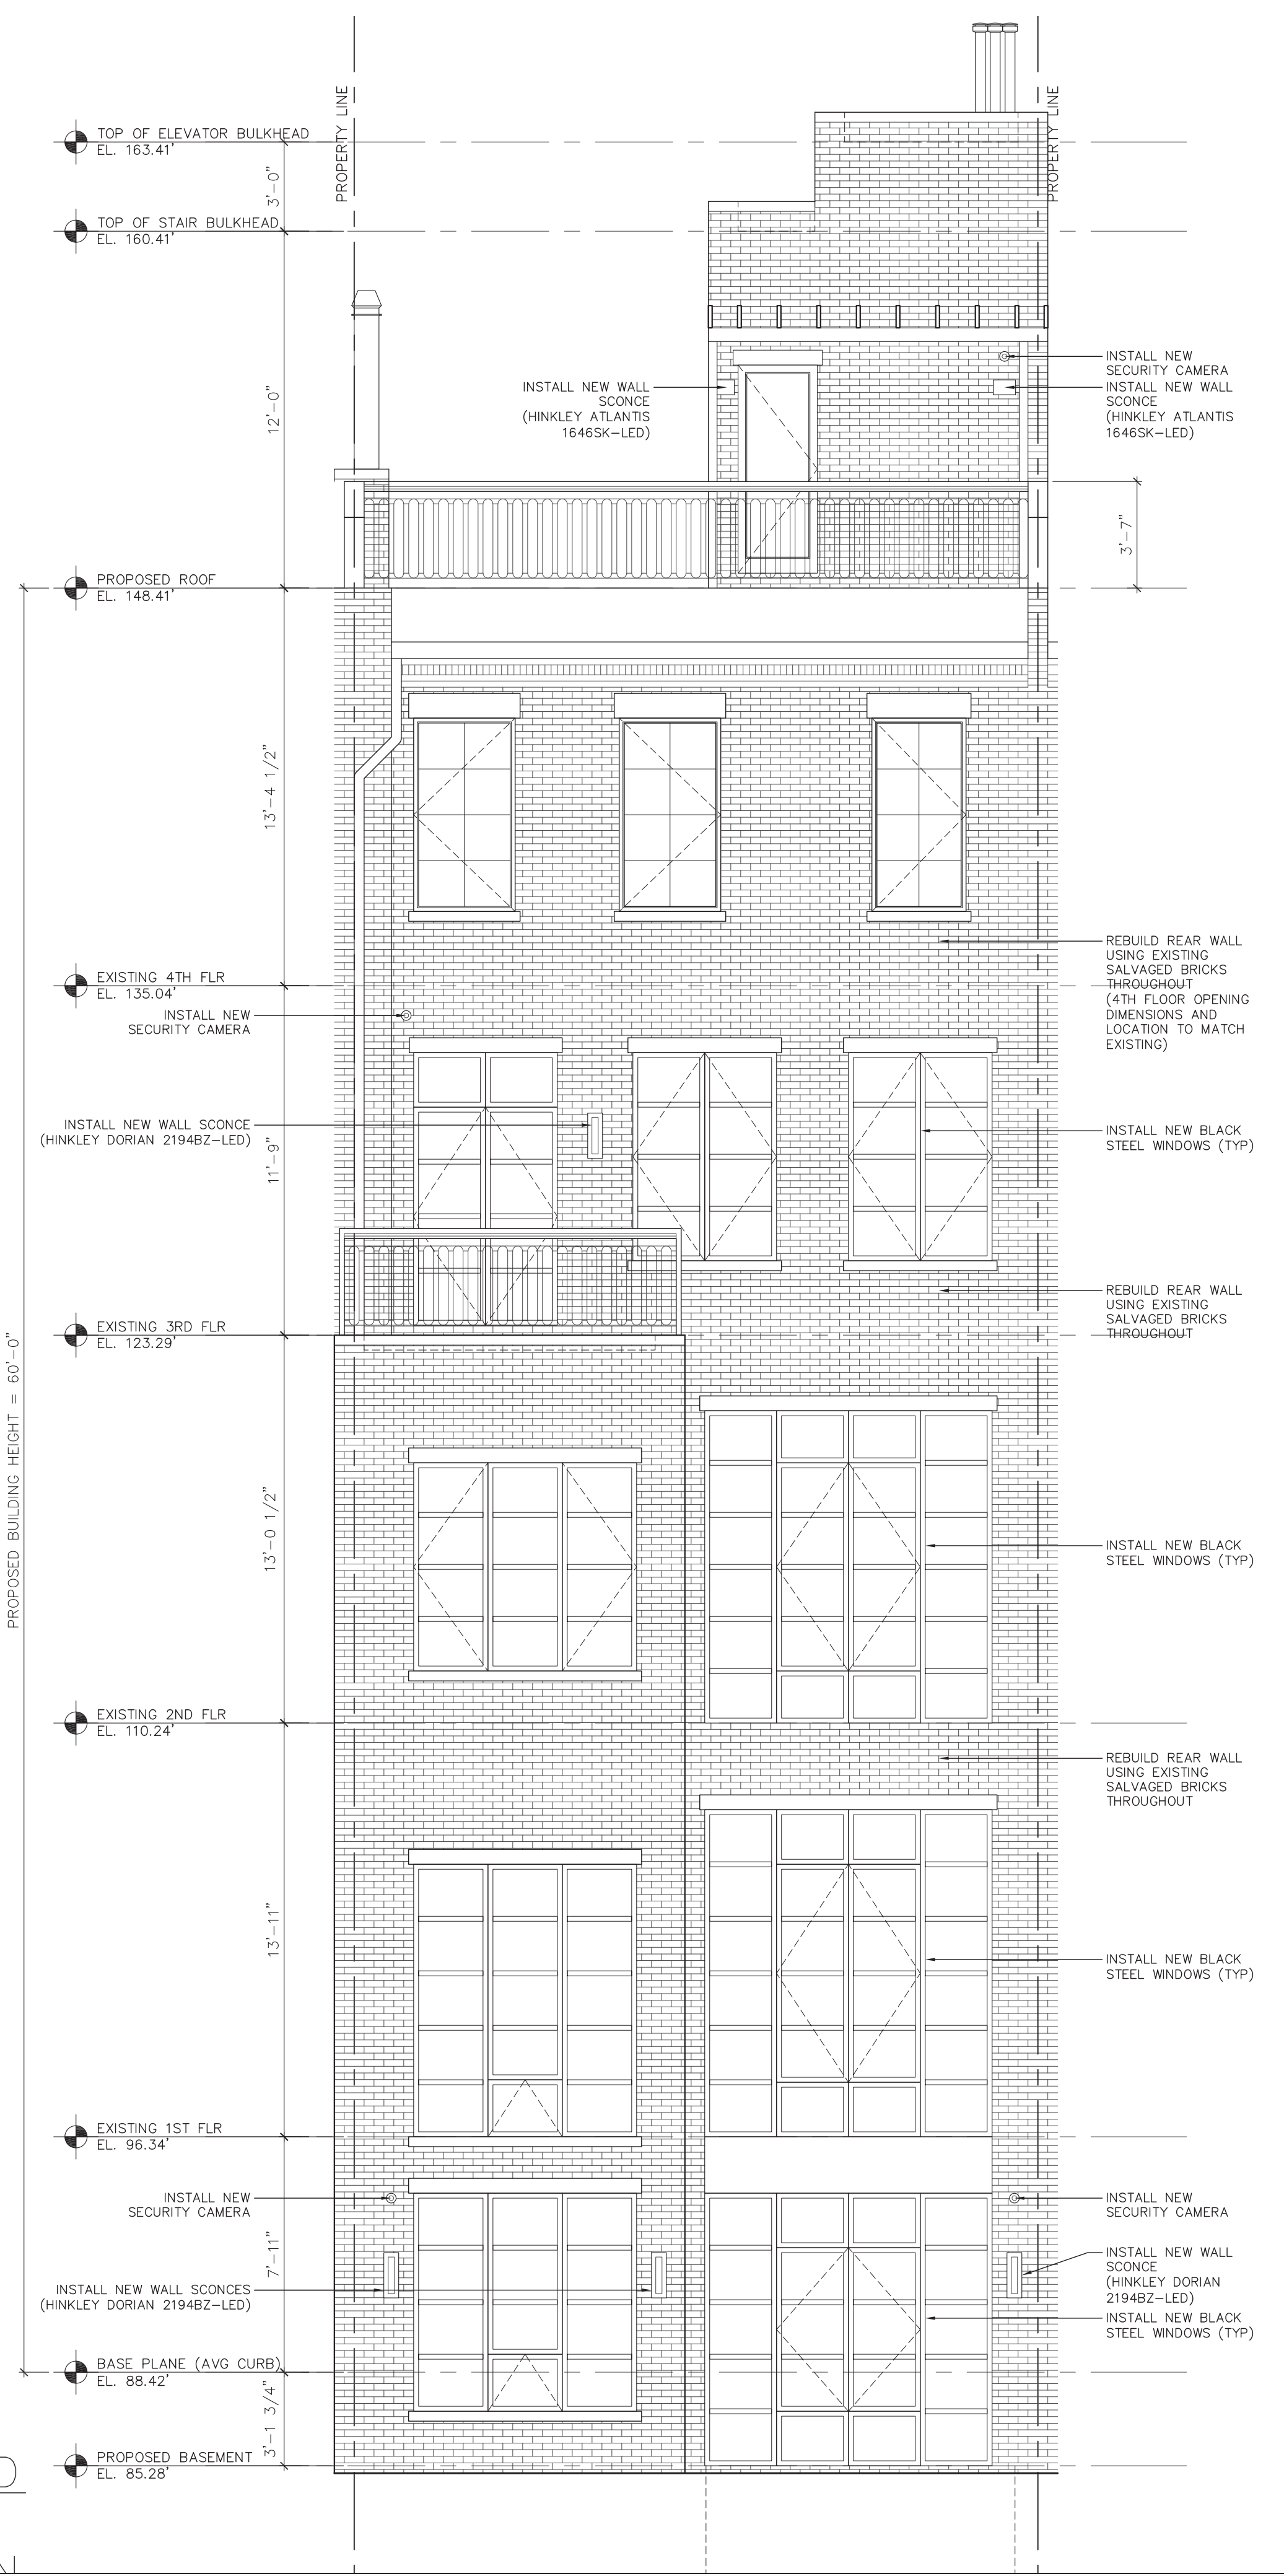 PROPERTY LINE
PROPERTY LINE
TOP OF ELEVATOR BULKHEAD
EL. 163.41'
3'-0"
TOP OF STAIR BULKHEAD
EL. 160.41'
12'-0"
INSTALL NEW WALL
SCONCE
(HINKLEY ATLANTIS
1646SK-LED)
INSTALL NEW
SECURITY CAMERA
INSTALL NEW WALL
SCONCE
(HINKLEY ATLANTIS
1646SK-LED)
3'-7"
PROPOSED ROOF
EL. 148.41'
13'-4 1/2"
REBUILD REAR WALL
USING EXISTING
SALVAGED BRICKS
THROUGHOUT
(4TH FLOOR OPENING
DIMENSIONS AND
LOCATION TO MATCH
EXISTING)
EXISTING 4TH FLR
EL. 135.04'
INSTALL NEW
SECURITY CAMERA
INSTALL NEW WALL SCONCE
(HINKLEY DORIAN 2194BZ-LED)
11'-9"
INSTALL NEW BLACK
STEEL WINDOWS (TYP)
REBUILD REAR WALL
USING EXISTING
SALVAGED BRICKS
THROUGHOUT
EXISTING 3RD FLR
EL. 123.29'
PROPOSED BUILDING HEIGHT = 60'-0"
13'-0 1/2"
INSTALL NEW BLACK
STEEL WINDOWS (TYP)
EXISTING 2ND FLR
EL. 110.24'
REBUILD REAR WALL
USING EXISTING
SALVAGED BRICKS
THROUGHOUT
13'-11"
INSTALL NEW BLACK
STEEL WINDOWS (TYP)
EXISTING 1ST FLR
EL. 96.34'
INSTALL NEW
SECURITY CAMERA
INSTALL NEW
SECURITY CAMERA
7'-11"
INSTALL NEW WALL SCONCES
(HINKLEY DORIAN 2194BZ-LED)
INSTALL NEW WALL
SCONCE
(HINKLEY DORIAN
2194BZ-LED)
INSTALL NEW BLACK
STEEL WINDOWS (TYP)
BASE PLANE (AVG CURB)
EL. 88.42'
3'-1 3/4"
PROPOSED BASEMENT
EL. 85.28'